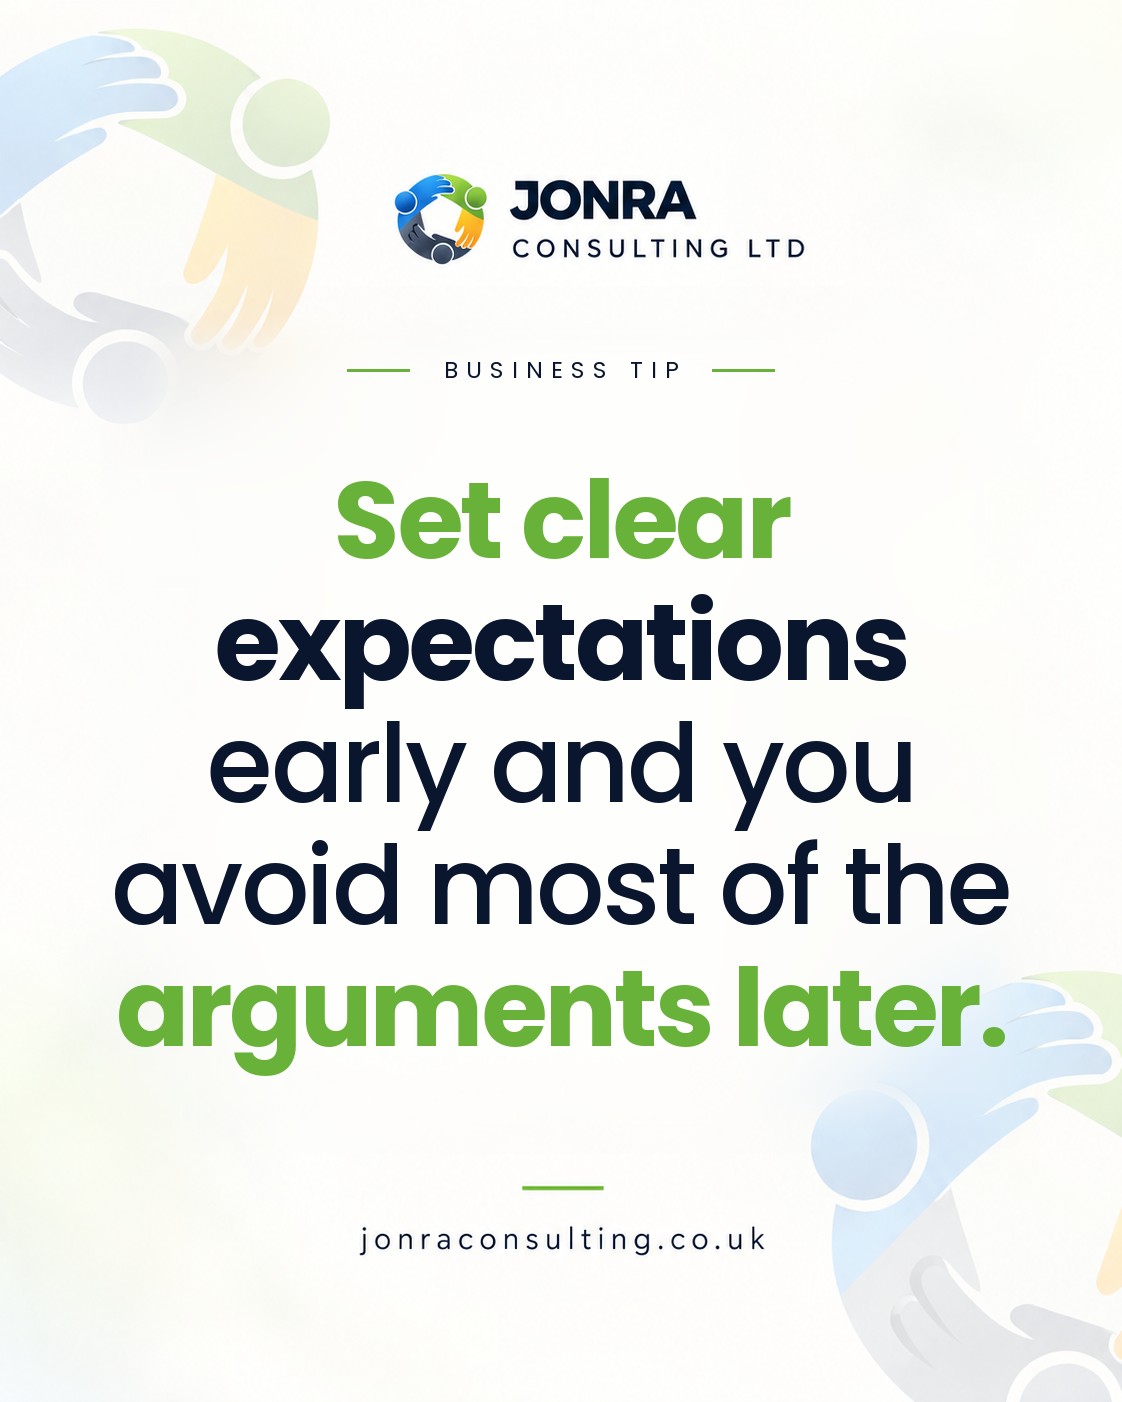 JONRA
CONSULTING LTD
BUSINESS TIP
Set clear
expectations
early and you
avoid most of the
arguments later.
jonraconsulting.co.uk